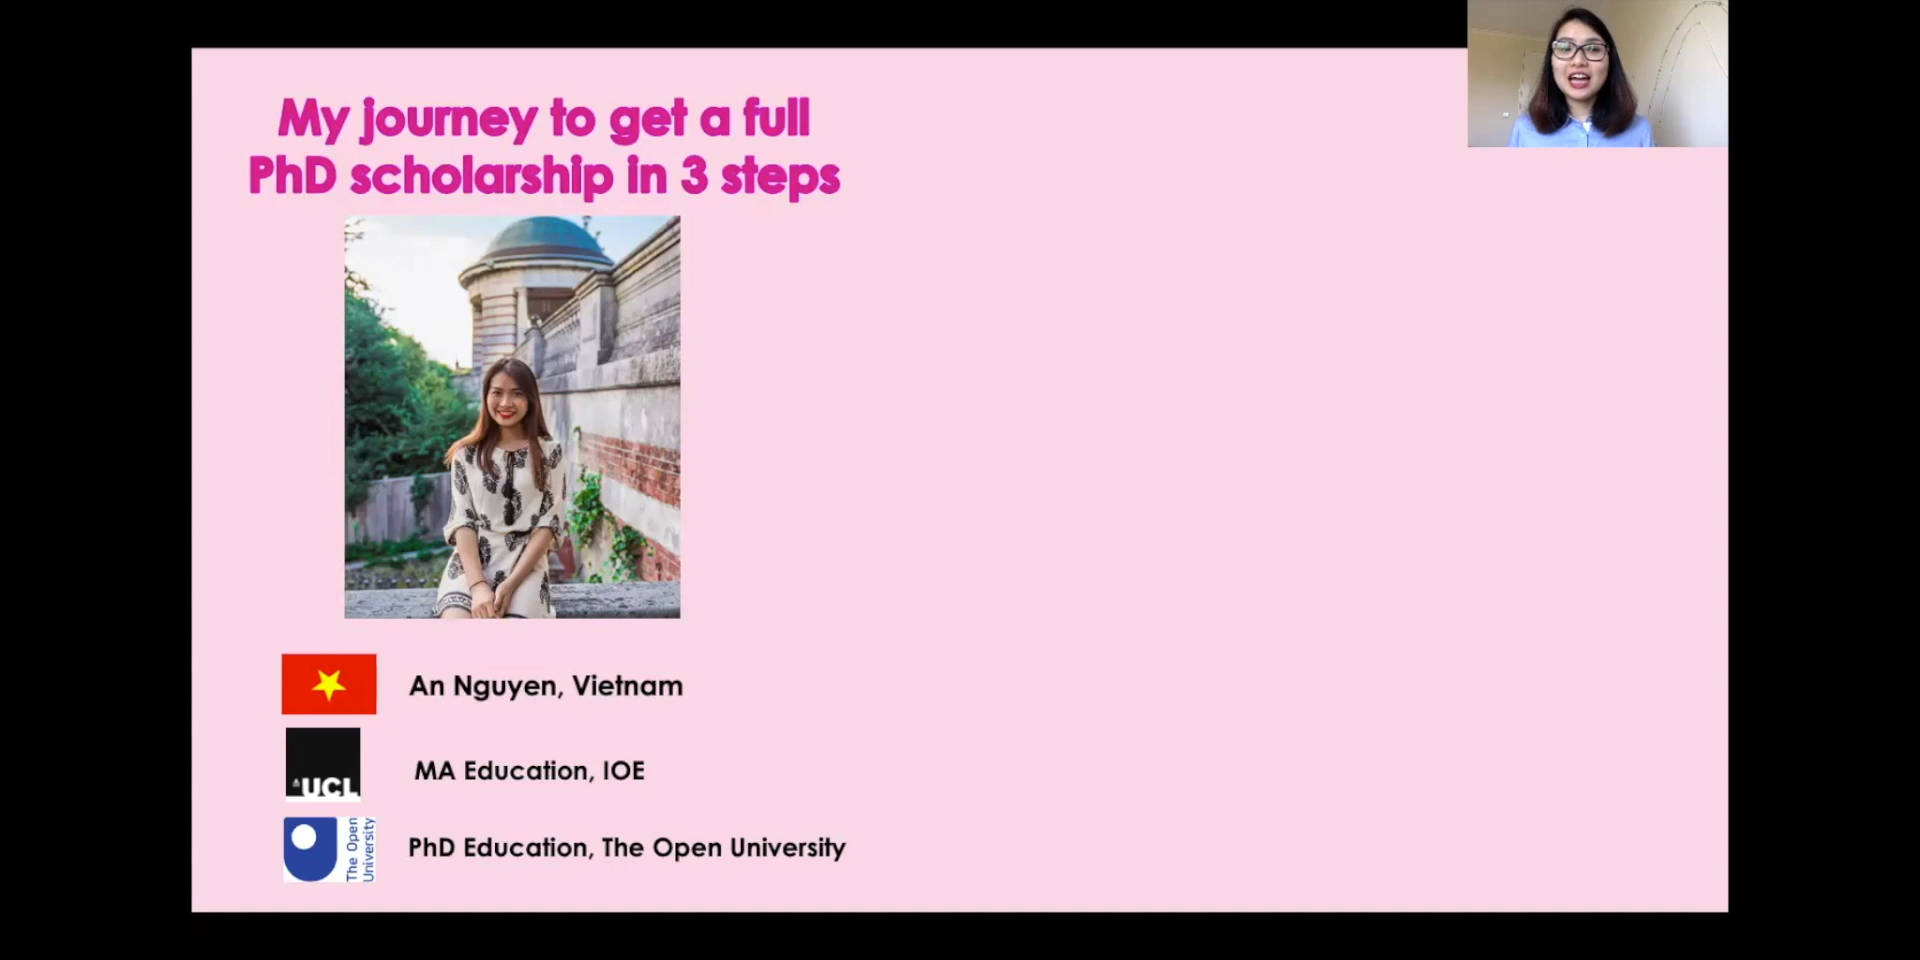 My journey to get a full
PhD scholarship in 3 steps
An Nguyen, Vietnam
UCL
MA Education, IOE
The Open
University
PhD Education, The Open University